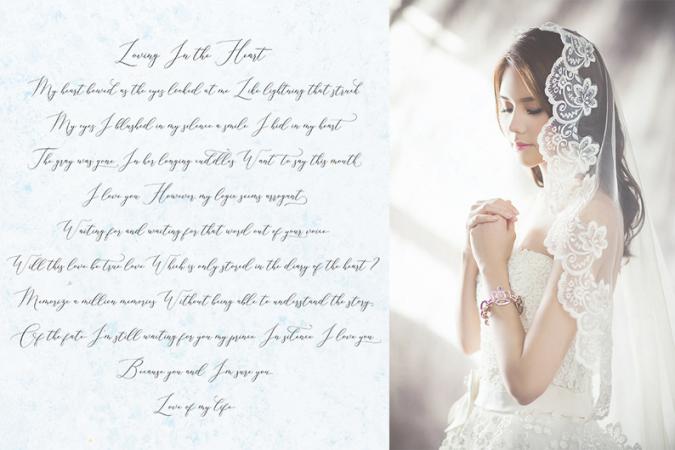 Loving In the Heart
My heart bowed as the eyes looked at me Like lightning that struck
My eyes I blushed in my silence a smile I hid in my heart
The gray was gone In her longing cuddles Want to say this mouth
I love you However my logic seems arrogant
Waiting for and waiting for that word out of your voice
Will this love be true love Which is only stored in the diary of the heart ?
Memorize a million memories Without being able to understand the story
Of the fate I'm still waiting for you my prince In silence I love you
Because you and I'm sure you
Love of my life